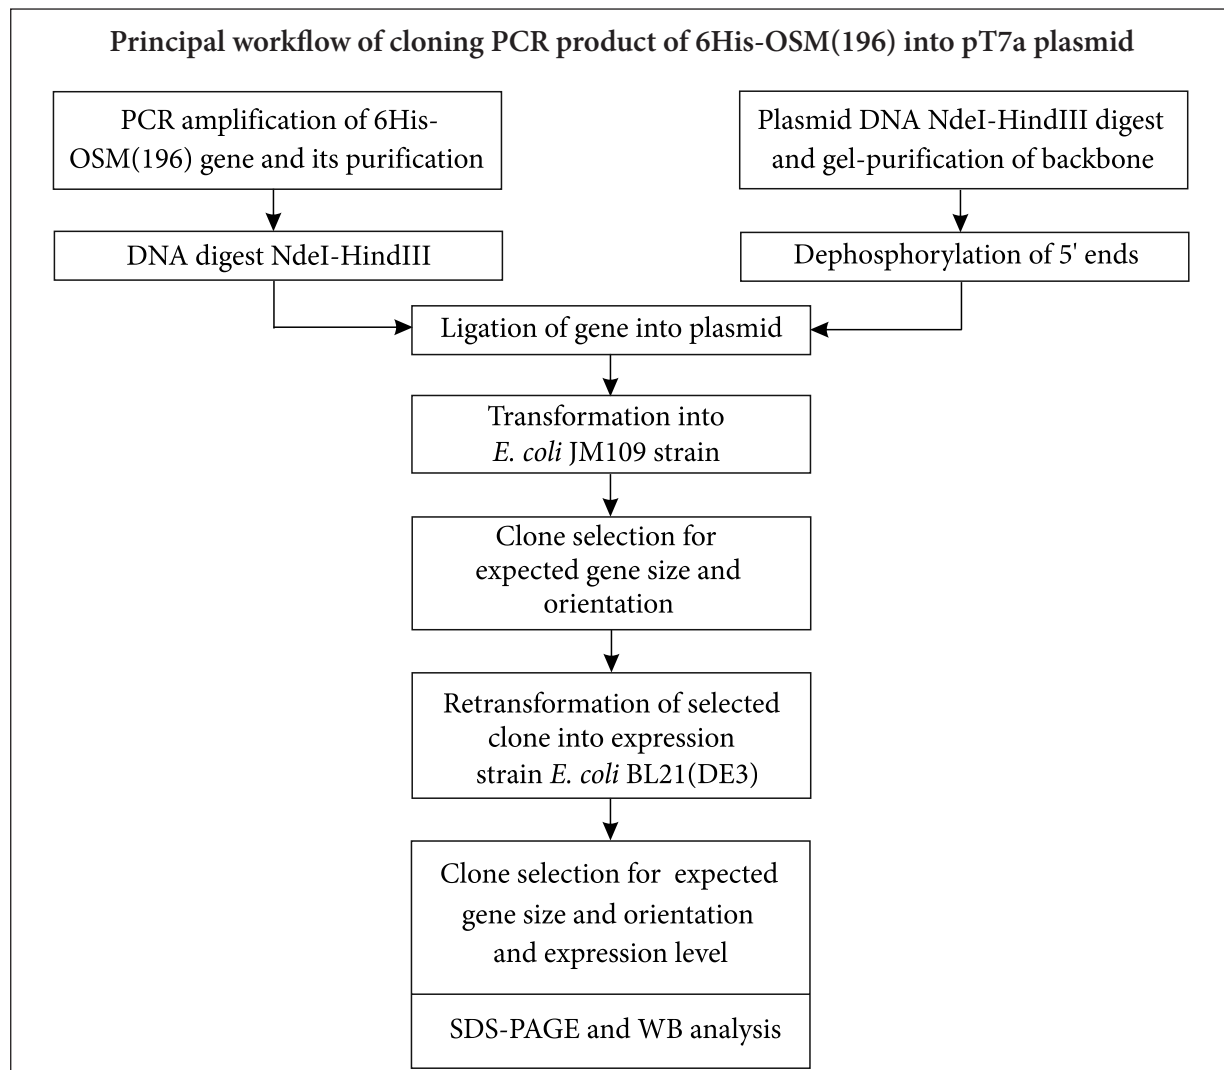 Principal workflow of cloning PCR product of 6His-OSM(196) into pT7a plasmid
PCR amplification of 6His-
OSM(196) gene and its purification
Plasmid DNA NdeI-HindIII digest
and gel-purification of backbone
DNA digest NdeI-HindIII
Dephosphorylation of 5' ends
Ligation of gene into plasmid
Transformation into
E. coli JM109 strain
Clone selection for
expected gene size and
orientation
Retransformation of selected
clone into expression
strain E. coli BL21(DE3)
Clone selection for expected
gene size and orientation
and expression level
SDS-PAGE and WB analysis